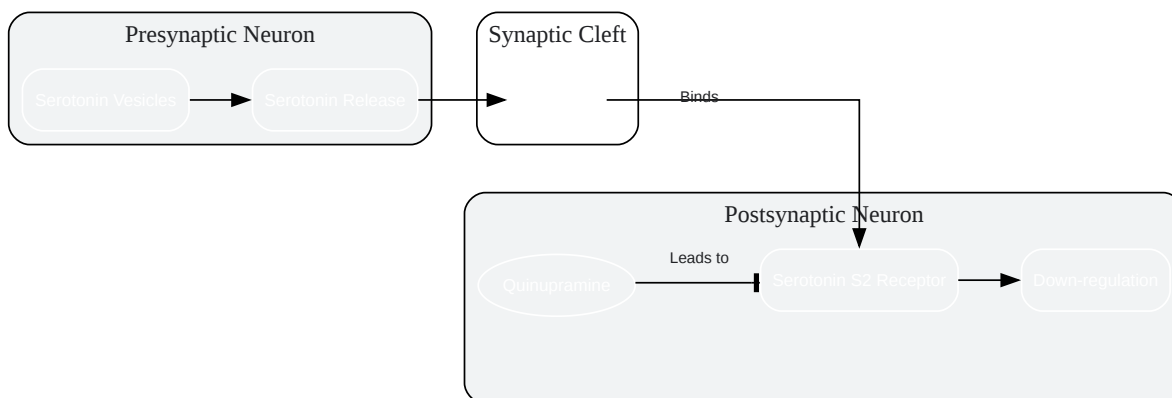 Presynaptic Neuron
Synaptic Cleft
Serotonin Vesicles
Serotonin Release
Binds
Postsynaptic Neuron
Leads to
Quinupramine
Serotonin S2 Receptor
Down-regulation